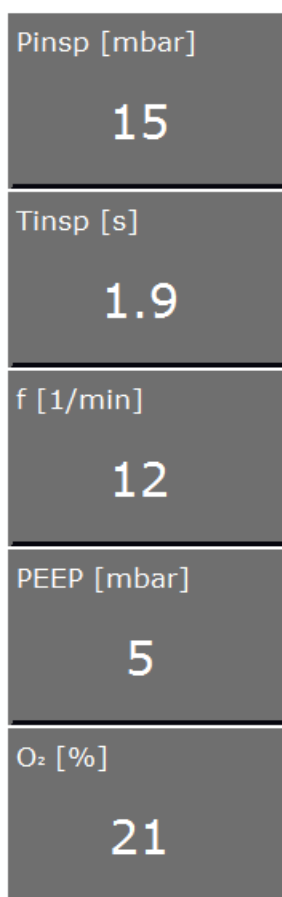 Pinsp [mbar]
15
Tinsp [s]
1.9
f [1/min]
12
PEEP [mbar]
5
O₂ [%]
21